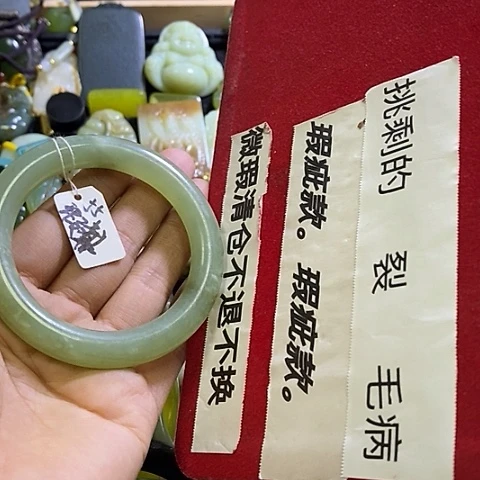 挑剩的 裂 毛病
瑕疵款。瑕疵款。
微瑕清仓不退不换